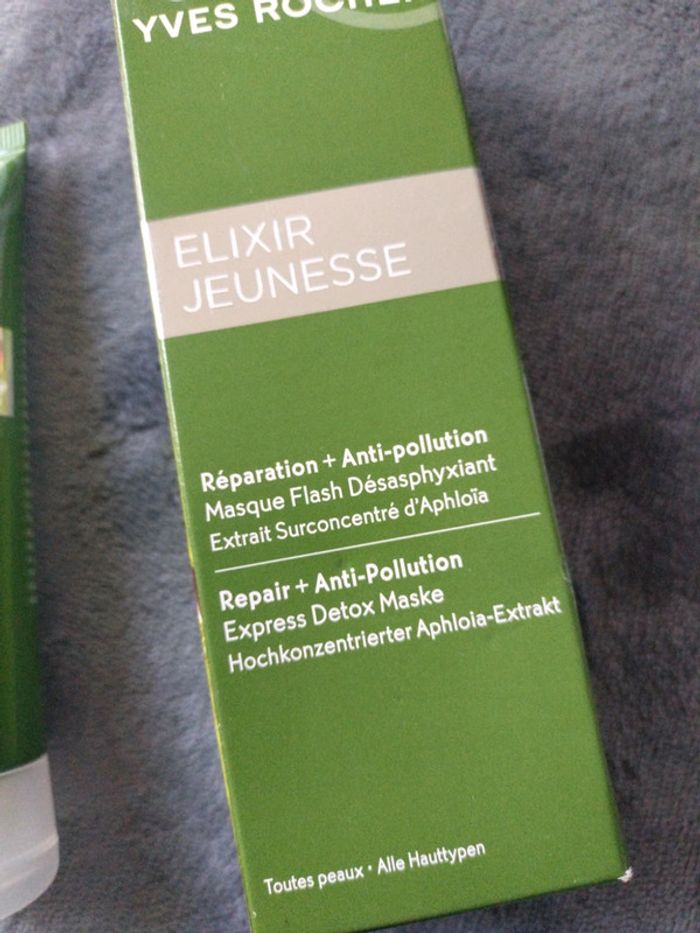 YVES ROCHER
ELIXIR
JEUNESSE
Réparation + Anti-pollution
Masque Flash Désasphyxiant
Extrait Surconcentré d'Aphloïa
Repair + Anti-Pollution
Express Detox Maske
Hochkonzentrierter Aphloia-Extrakt
Toutes peaux • Alle Hauttypen